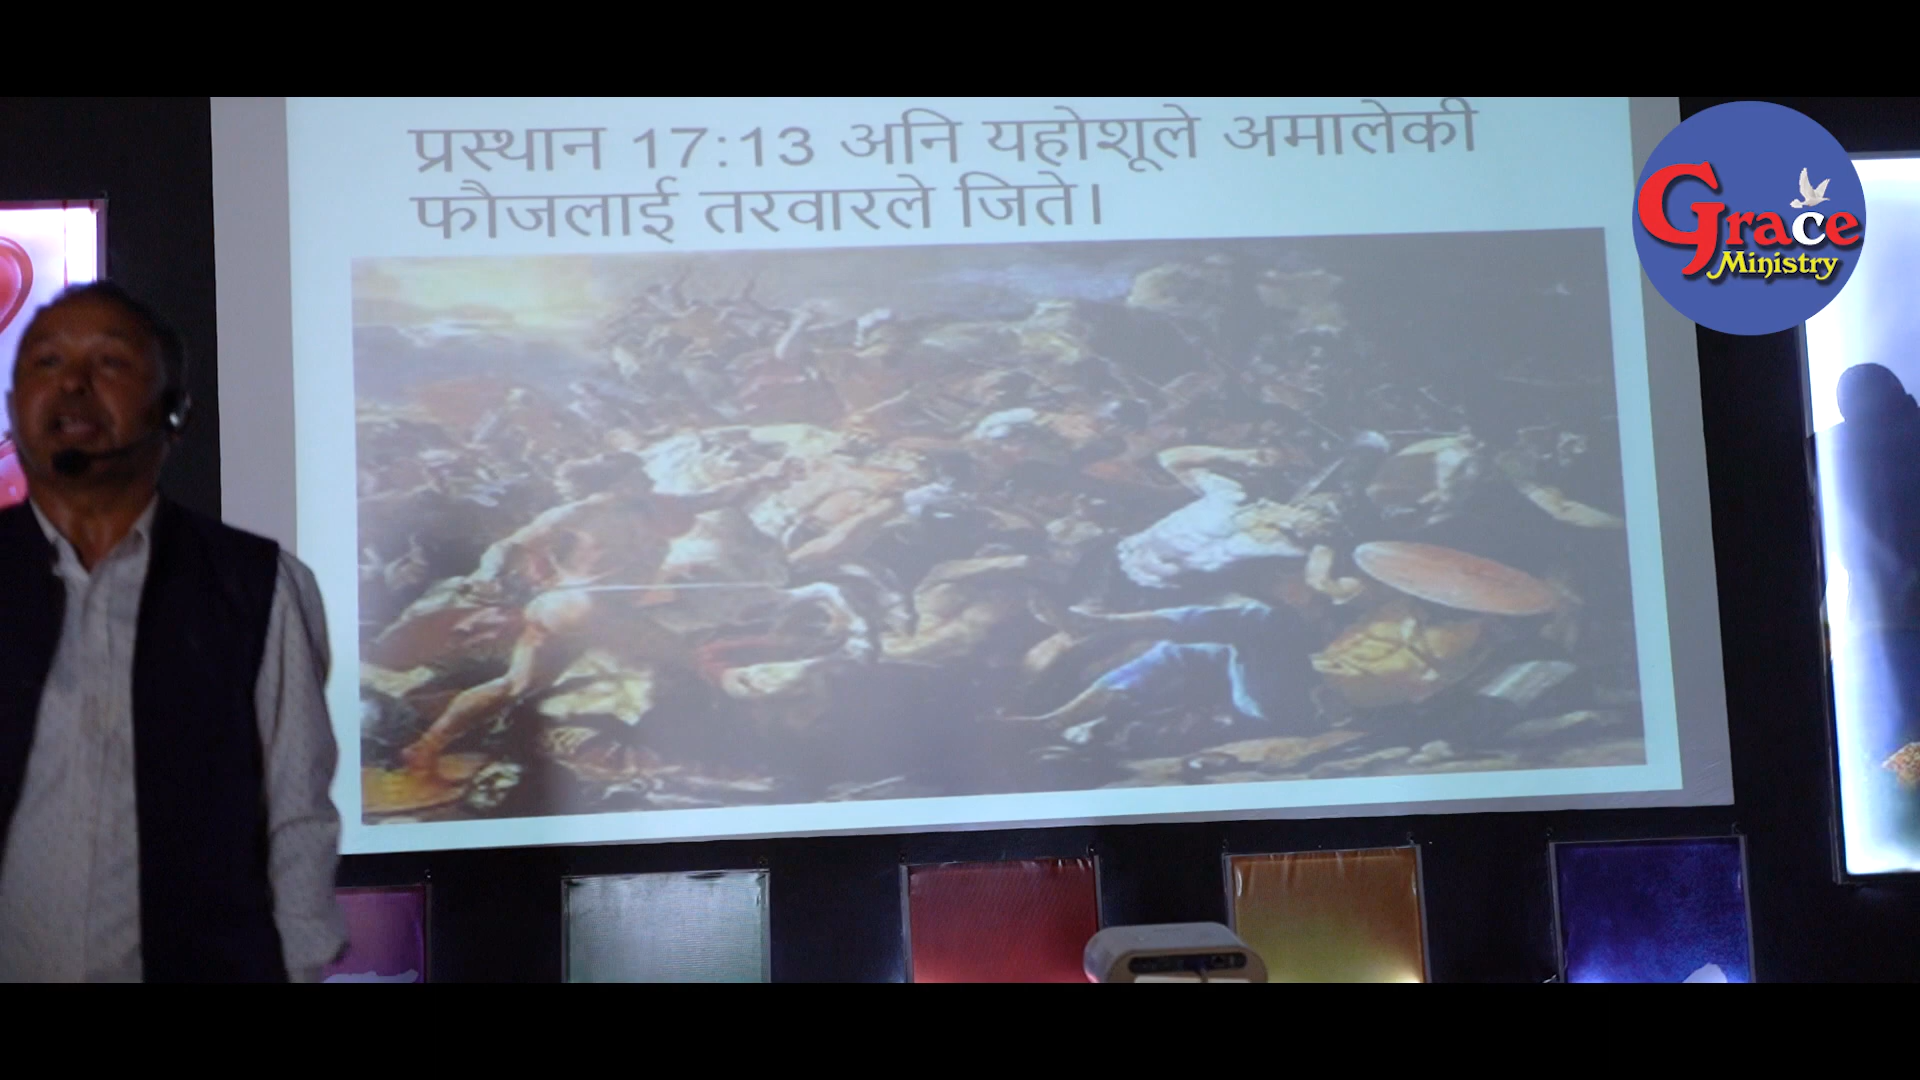 प्रस्थान 17:13 अनि यहोशूले अमालेकी
फौजलाई तरवारले जिते।
Grace
Ministry